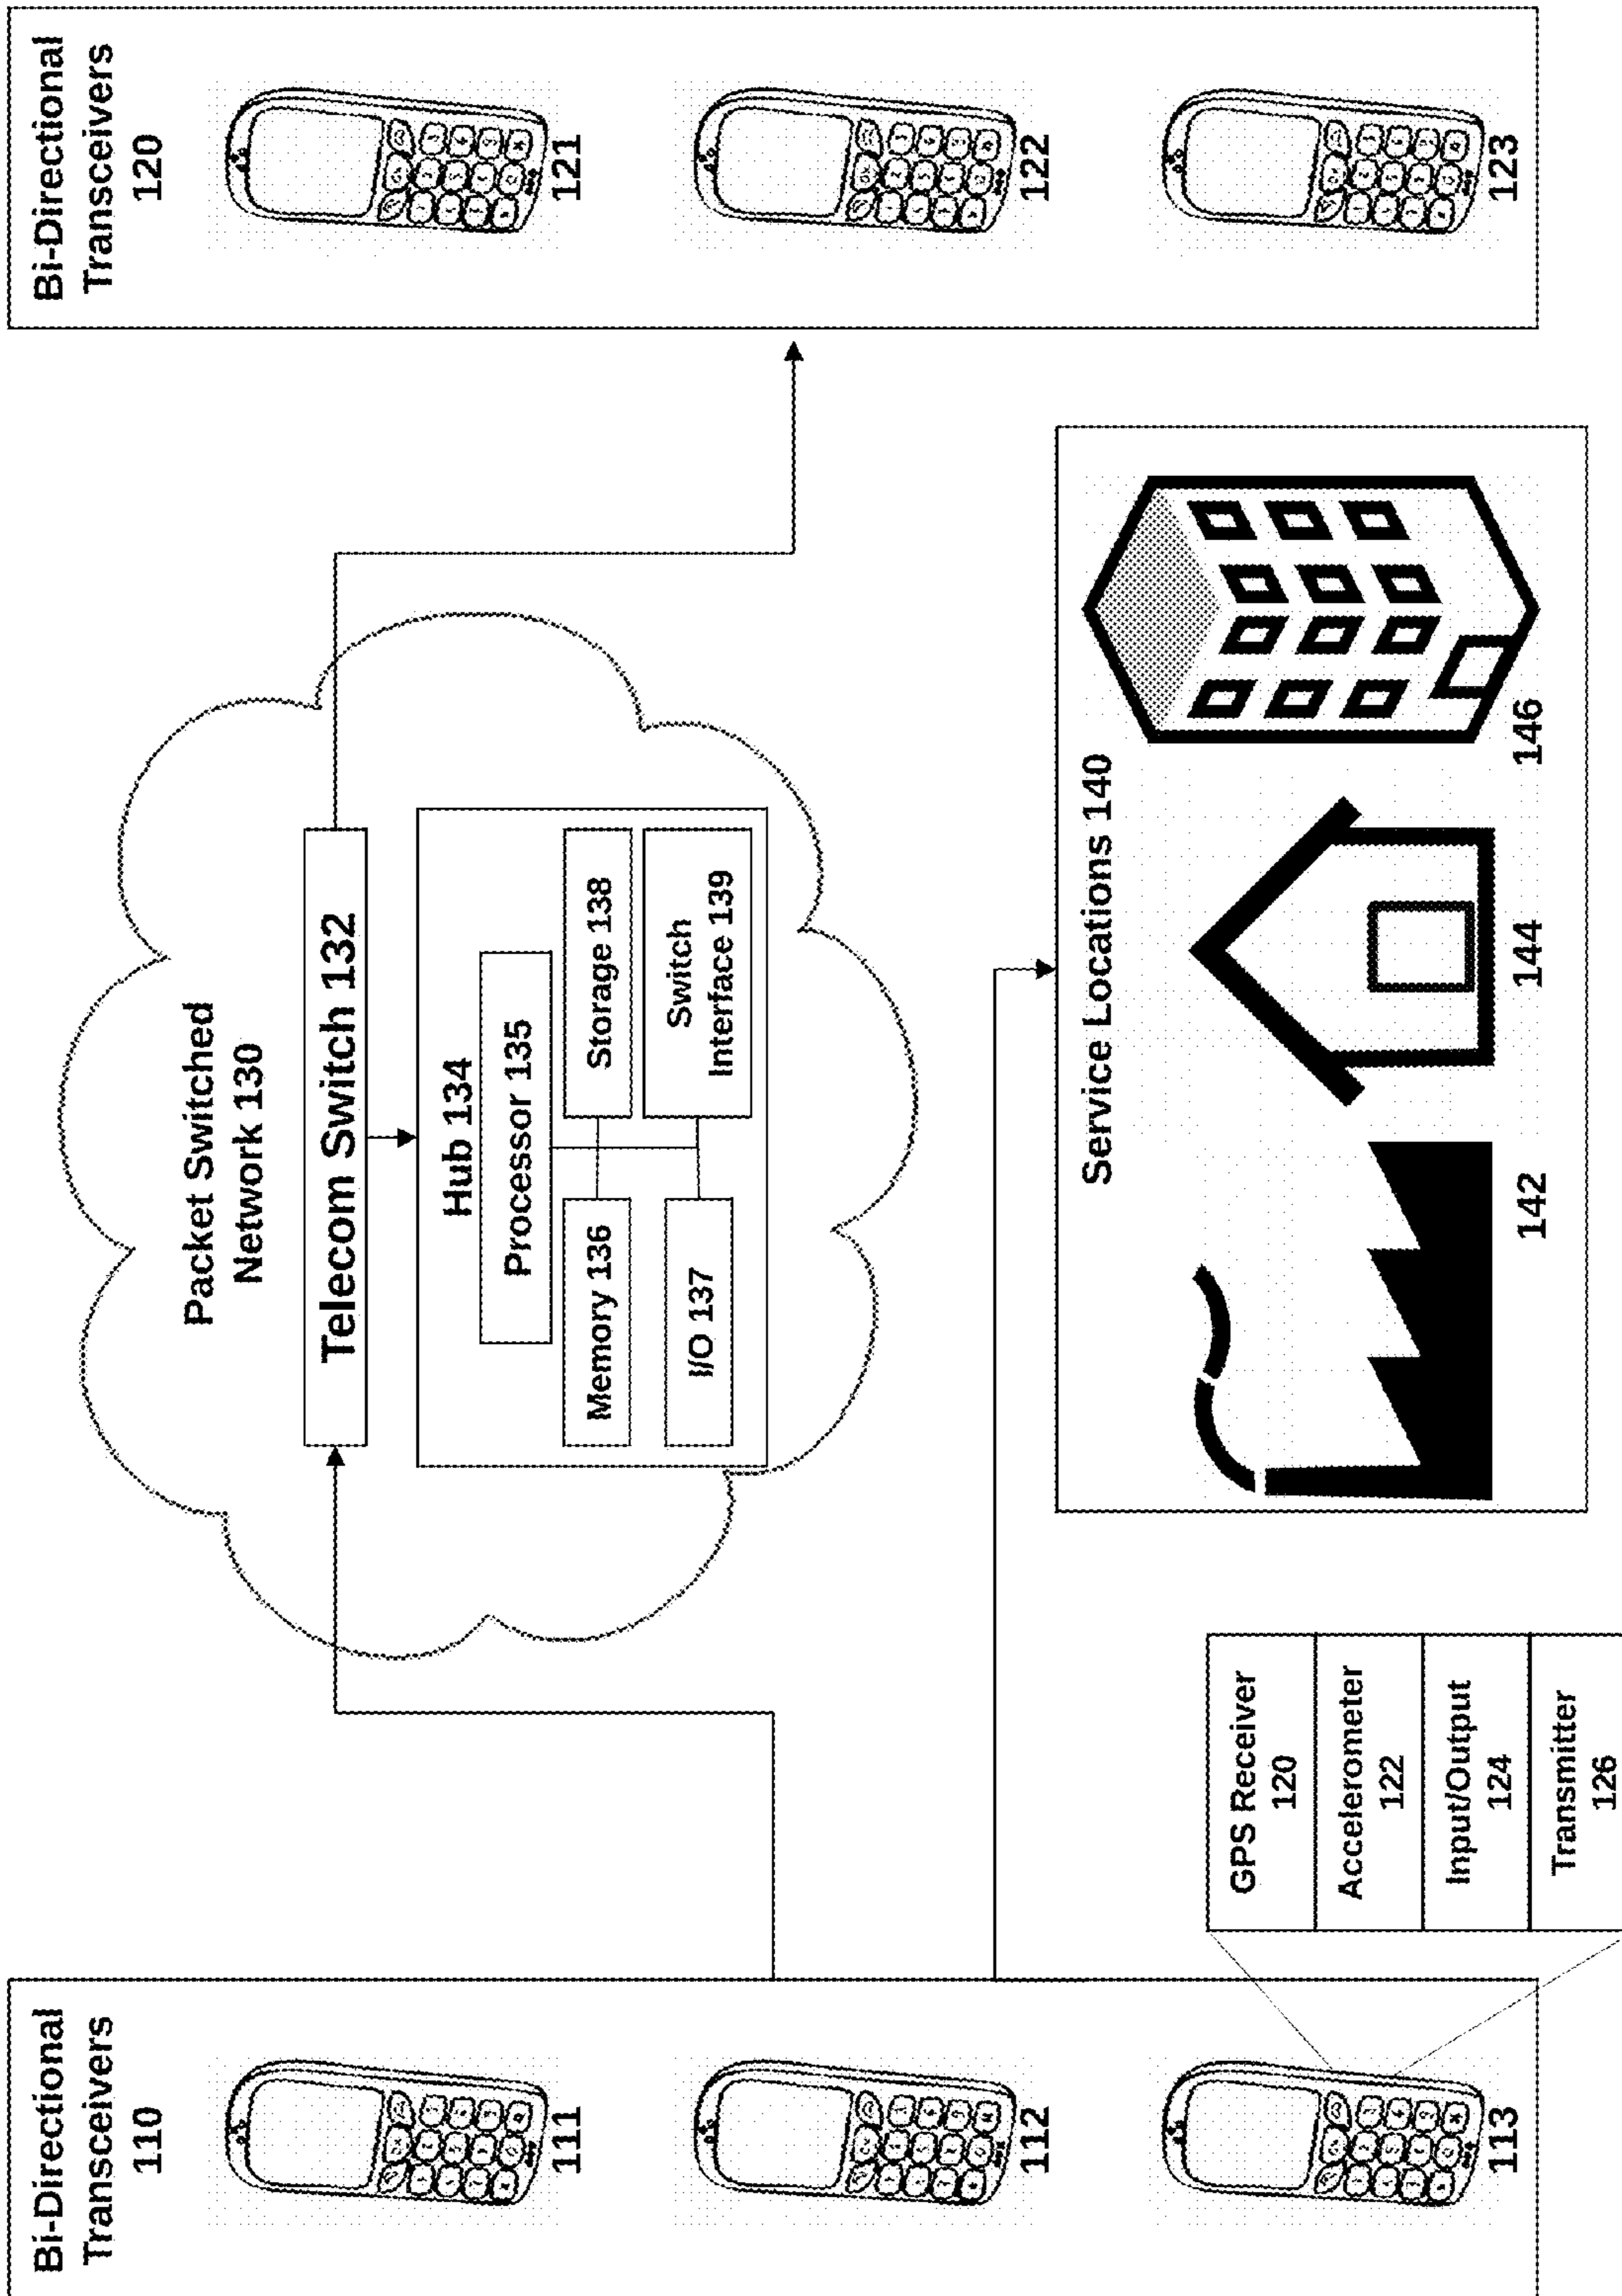 Bi-Directional
Transceivers
110
111
112
113
GPS Receiver
120
Accelerometer
122
Input/Output
124
Transmitter
126
Packet Switched
Network 130
Telecom Switch 132
Hub 134
Processor 135
Memory 136
Storage 138
I/O 137
Switch
Interface 139
Service Locations 140
142
144
146
Bi-Directional
Transceivers
120
121
122
123